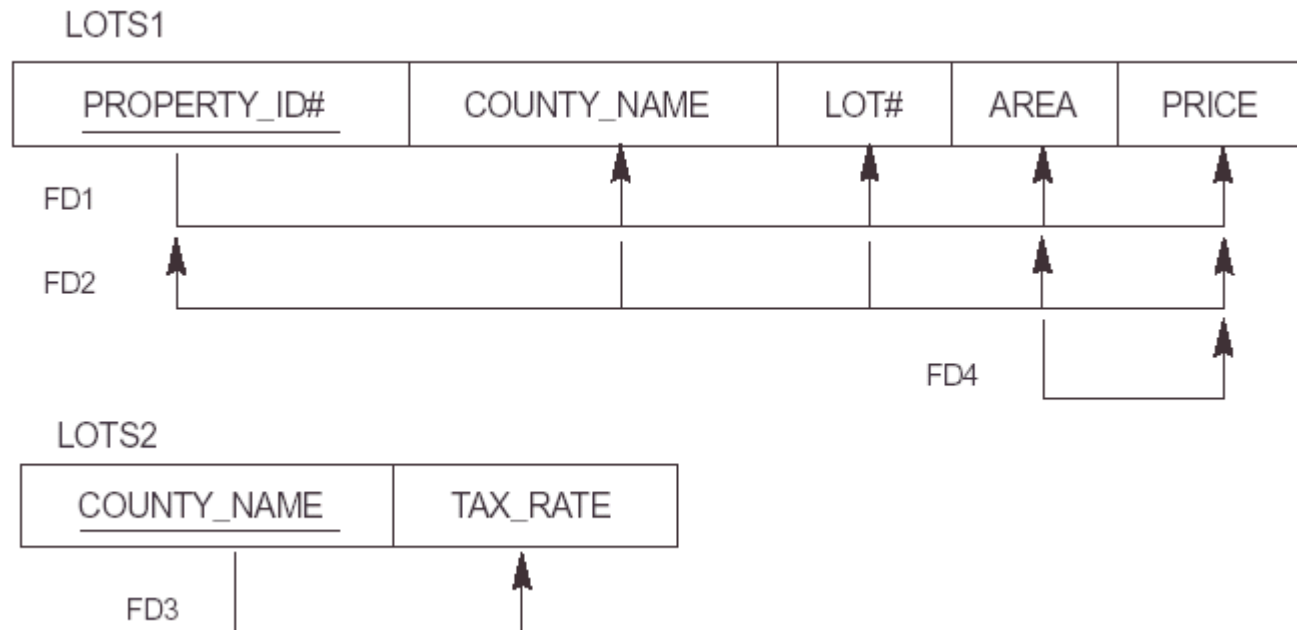 LOTS1
PROPERTY_ID# COUNTY_NAME LOT# AREA PRICE
FD1
FD2
FD4
LOTS2
COUNTY_NAME TAX_RATE
FD3